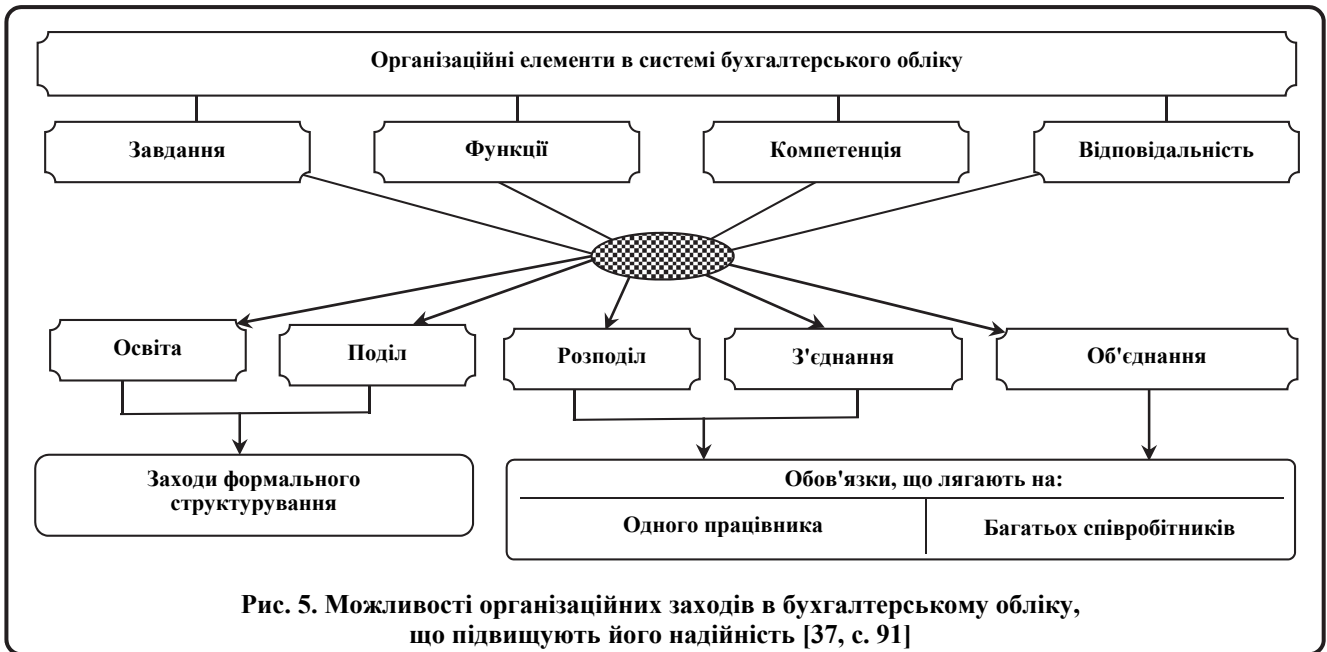 Організаційні елементи в системі бухгалтерського обліку
Завдання
Функції
Компетенція
Відповідальність
Освіта
Поділ
Розподіл
З'єднання
Об'єднання
Заходи формального
структурування
Обов'язки, що лягають на:
Одного працівника
Багатьох співробітників
Рис. 5. Можливості організаційних заходів в бухгалтерському обліку,
що підвищують його надійність [37, с. 91]